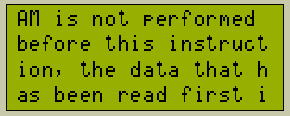 AM is not performed
before this instruct
ion, the data that h
as been read first i